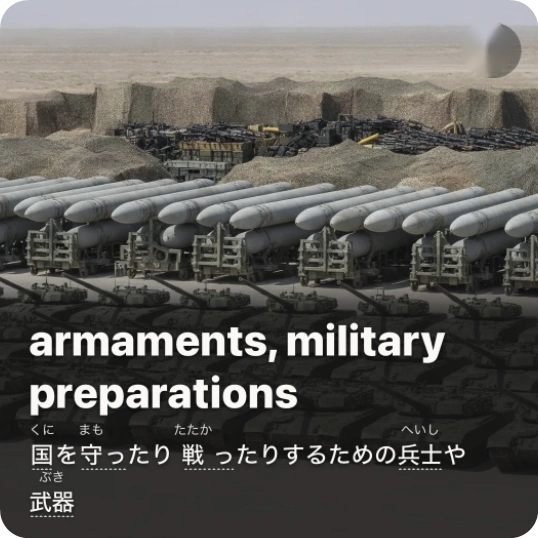 armaments, military
preparations
くに まも たたか へいし
国を守ったり 戦 ったりするための兵士や
ぶき
武器